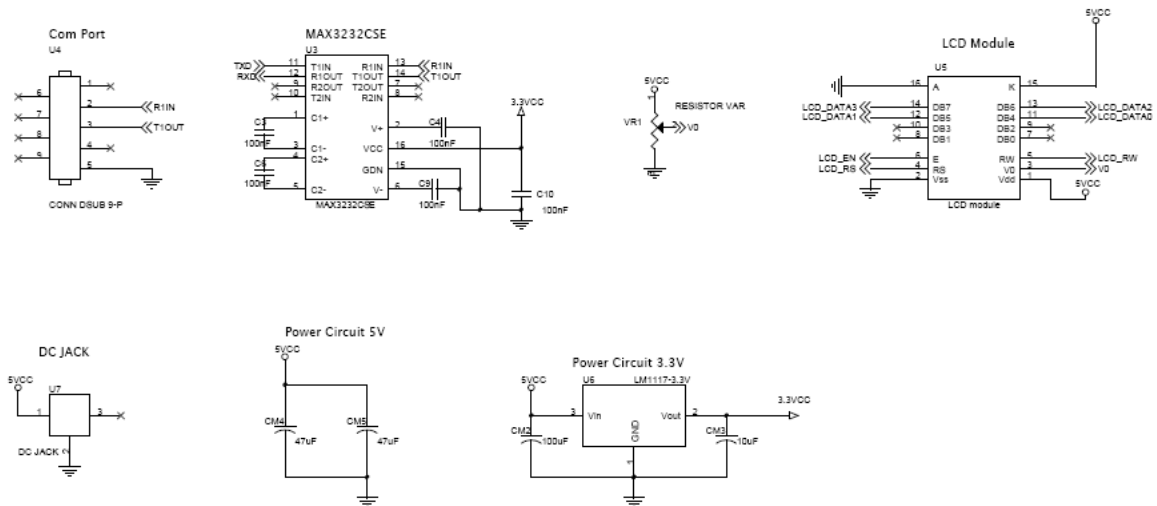 Com Port
U4
1
6
2
R1IN
7
3
T1OUT
8
4
9
5
CONN DSUB 9-P
MAX3232CSE
U3
TXD 11 T1IN R1IN 13 R1IN
RXD 12 R1OUT T1OUT 14 T1OUT
9 R2OUT T2OUT 7
10 T2IN R2IN 8
1 C1+
C3
100nF
V+ 2 C4
100nF
3 C1-
VCC 16
4 C2+
C6
100nF
GDN 15
5 C2-
V- 6 C9
100nF
MAX3232CSE
3.3VCC
C10
100nF
5VCC
1
RESISTOR VAR
VR1
2 V0
LCD Module
U5
5VCC
16 A K 15
LCD_DATA3 14 DB7 DB6 13 LCD_DATA2
LCD_DATA1 12 DB5 DB4 11 LCD_DATA0
10 DB3 DB2 9
8 DB1 DB0 7
LCD_EN 6 E RW 5 LCD_RW
LCD_RS 4 RS V0 3 V0
2 Vss Vdd 1
5VCC
LCD module
DC JACK
5VCC
U7
1
3
2
DC JACK
Power Circuit 5V
5VCC
CM4
47uF
CM5
47uF
Power Circuit 3.3V
5VCC
U6
LM1117-3.3V
3 Vin Vout 2
GND
1
CM2
100uF
CM3
10uF
3.3VCC